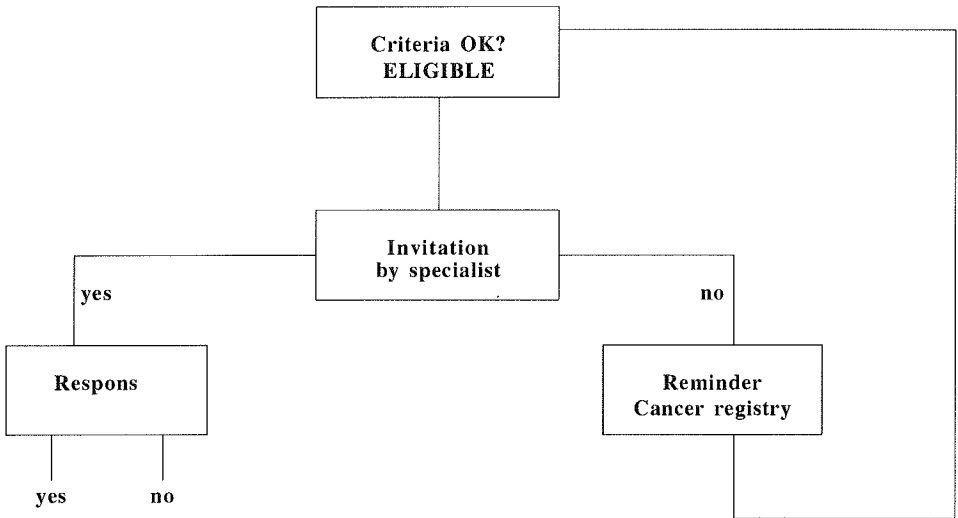 Criteria OK?
ELIGIBLE
Invitation
by specialist
yes
no
Respons
Reminder
Cancer registry
yes
no